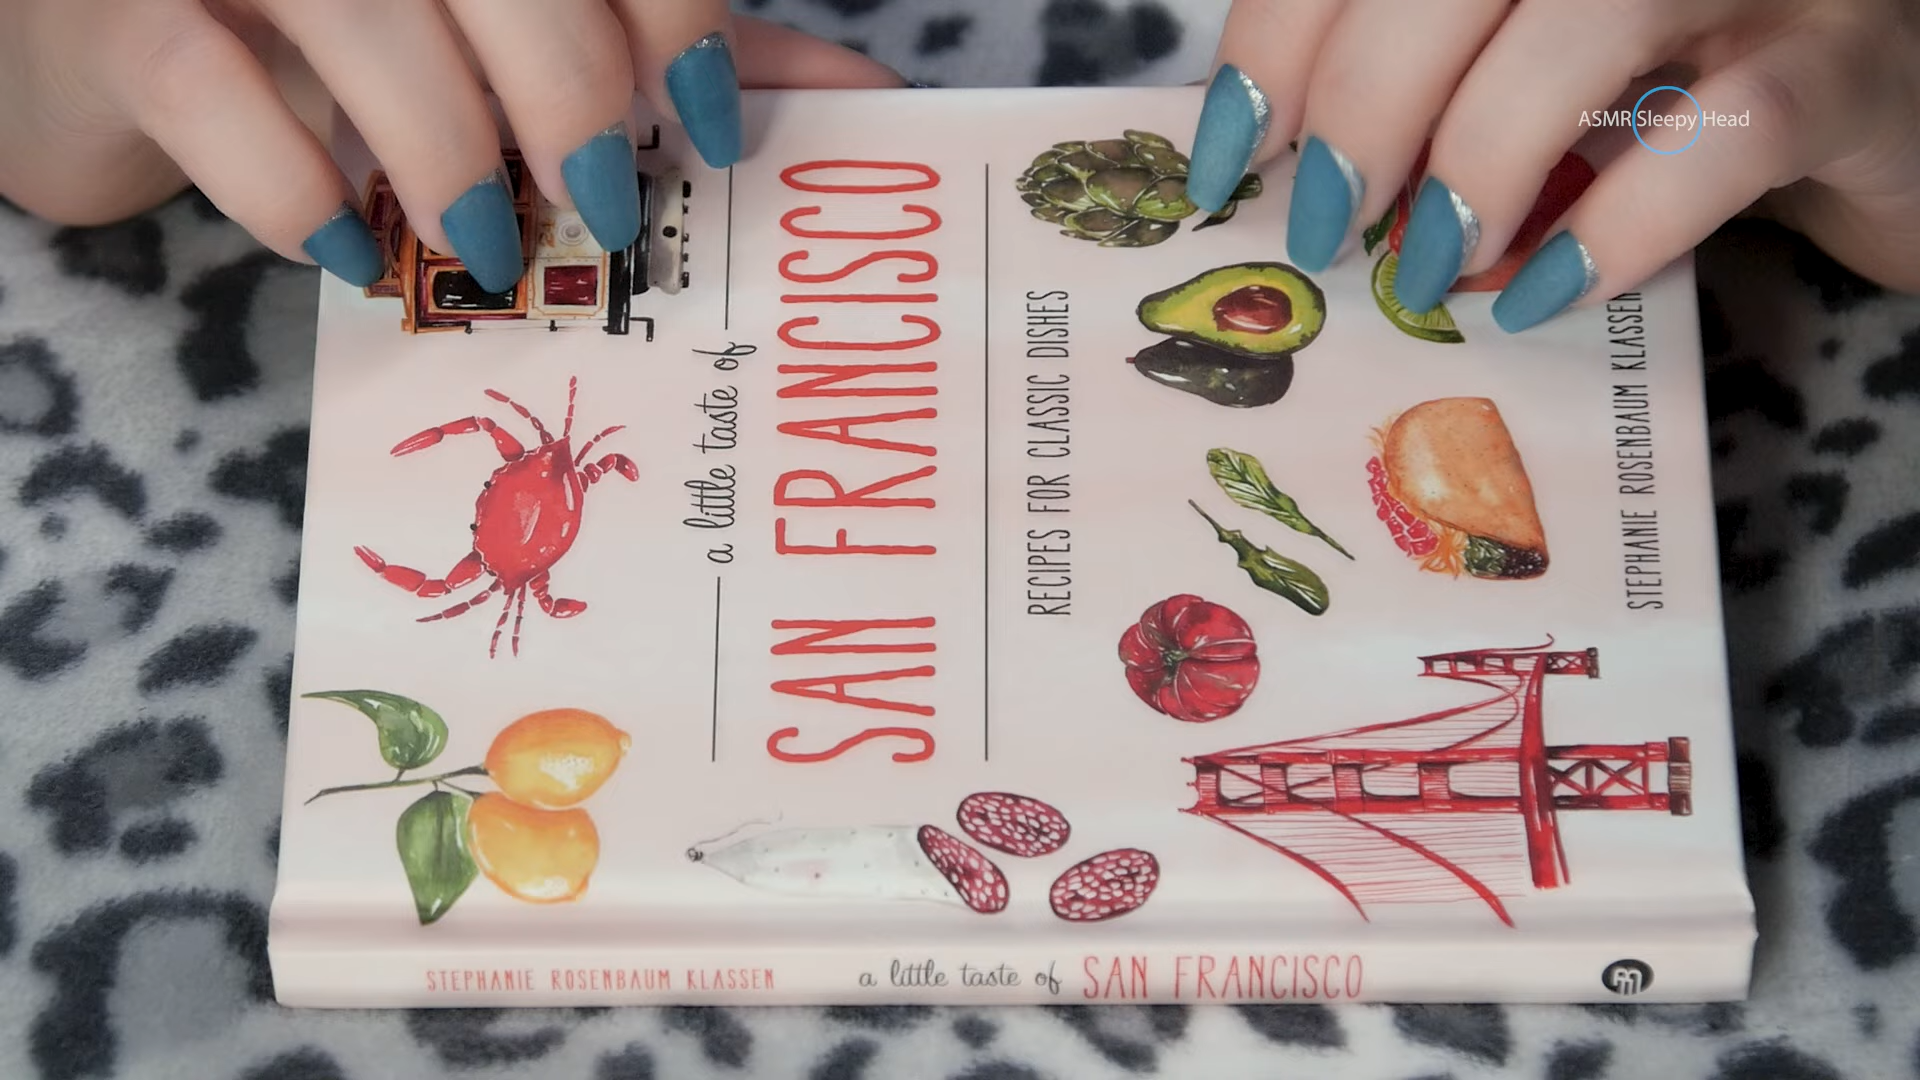 ASMR Sleepy Head
a little taste of
SAN FRANCISCO
RECIPES FOR CLASSIC DISHES
STEPHANIE ROSENBAUM KLASSEN
STEPHANIE ROSENBAUM KLASSEN a little taste of SAN FRANCISCO